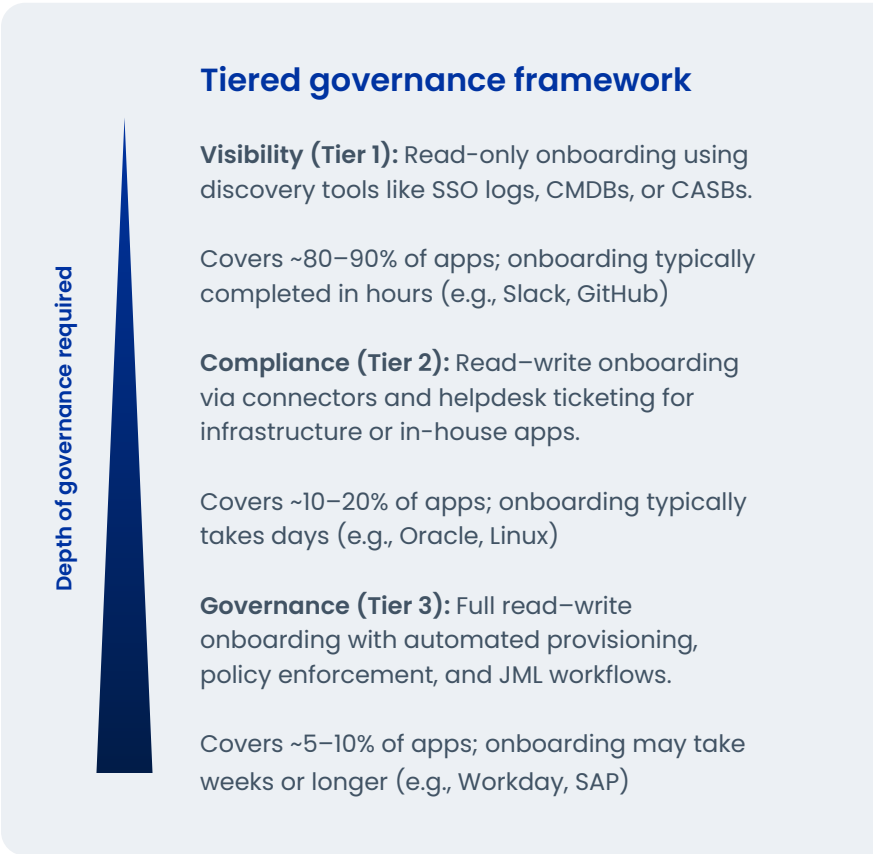 Tiered governance framework
Depth of governance required
Visibility (Tier 1): Read-only onboarding using
discovery tools like SSO logs, CMDBs, or CASBs.
Covers ~80–90% of apps; onboarding typically
completed in hours (e.g., Slack, GitHub)
Compliance (Tier 2): Read–write onboarding
via connectors and helpdesk ticketing for
infrastructure or in-house apps.
Covers ~10–20% of apps; onboarding typically
takes days (e.g., Oracle, Linux)
Governance (Tier 3): Full read–write
onboarding with automated provisioning,
policy enforcement, and JML workflows.
Covers ~5–10% of apps; onboarding may take
weeks or longer (e.g., Workday, SAP)